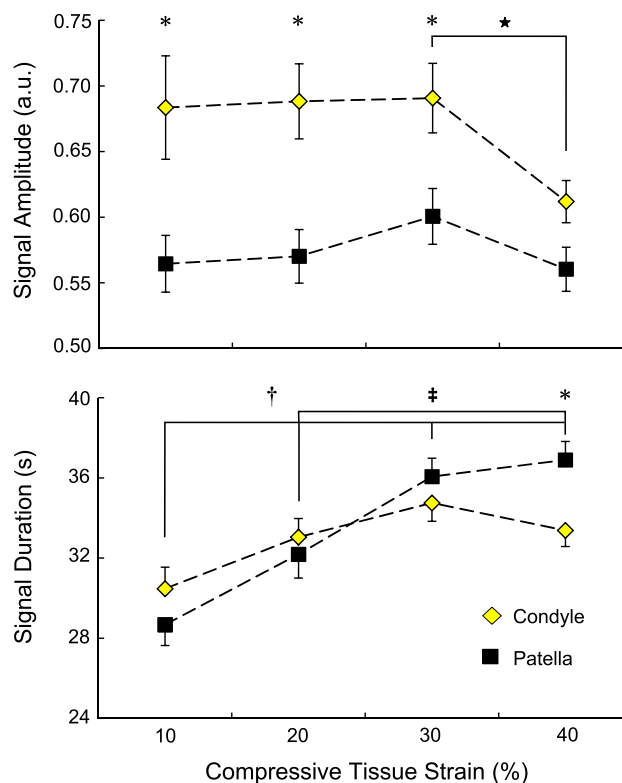 Signal Amplitude (a.u.)
0.75
0.70
0.65
0.60
0.55
0.50
* * * ★
Signal Duration (s)
40
36
32
28
24
† ‡ *
Condyle
Patella
10 20 30 40
Compressive Tissue Strain (%)